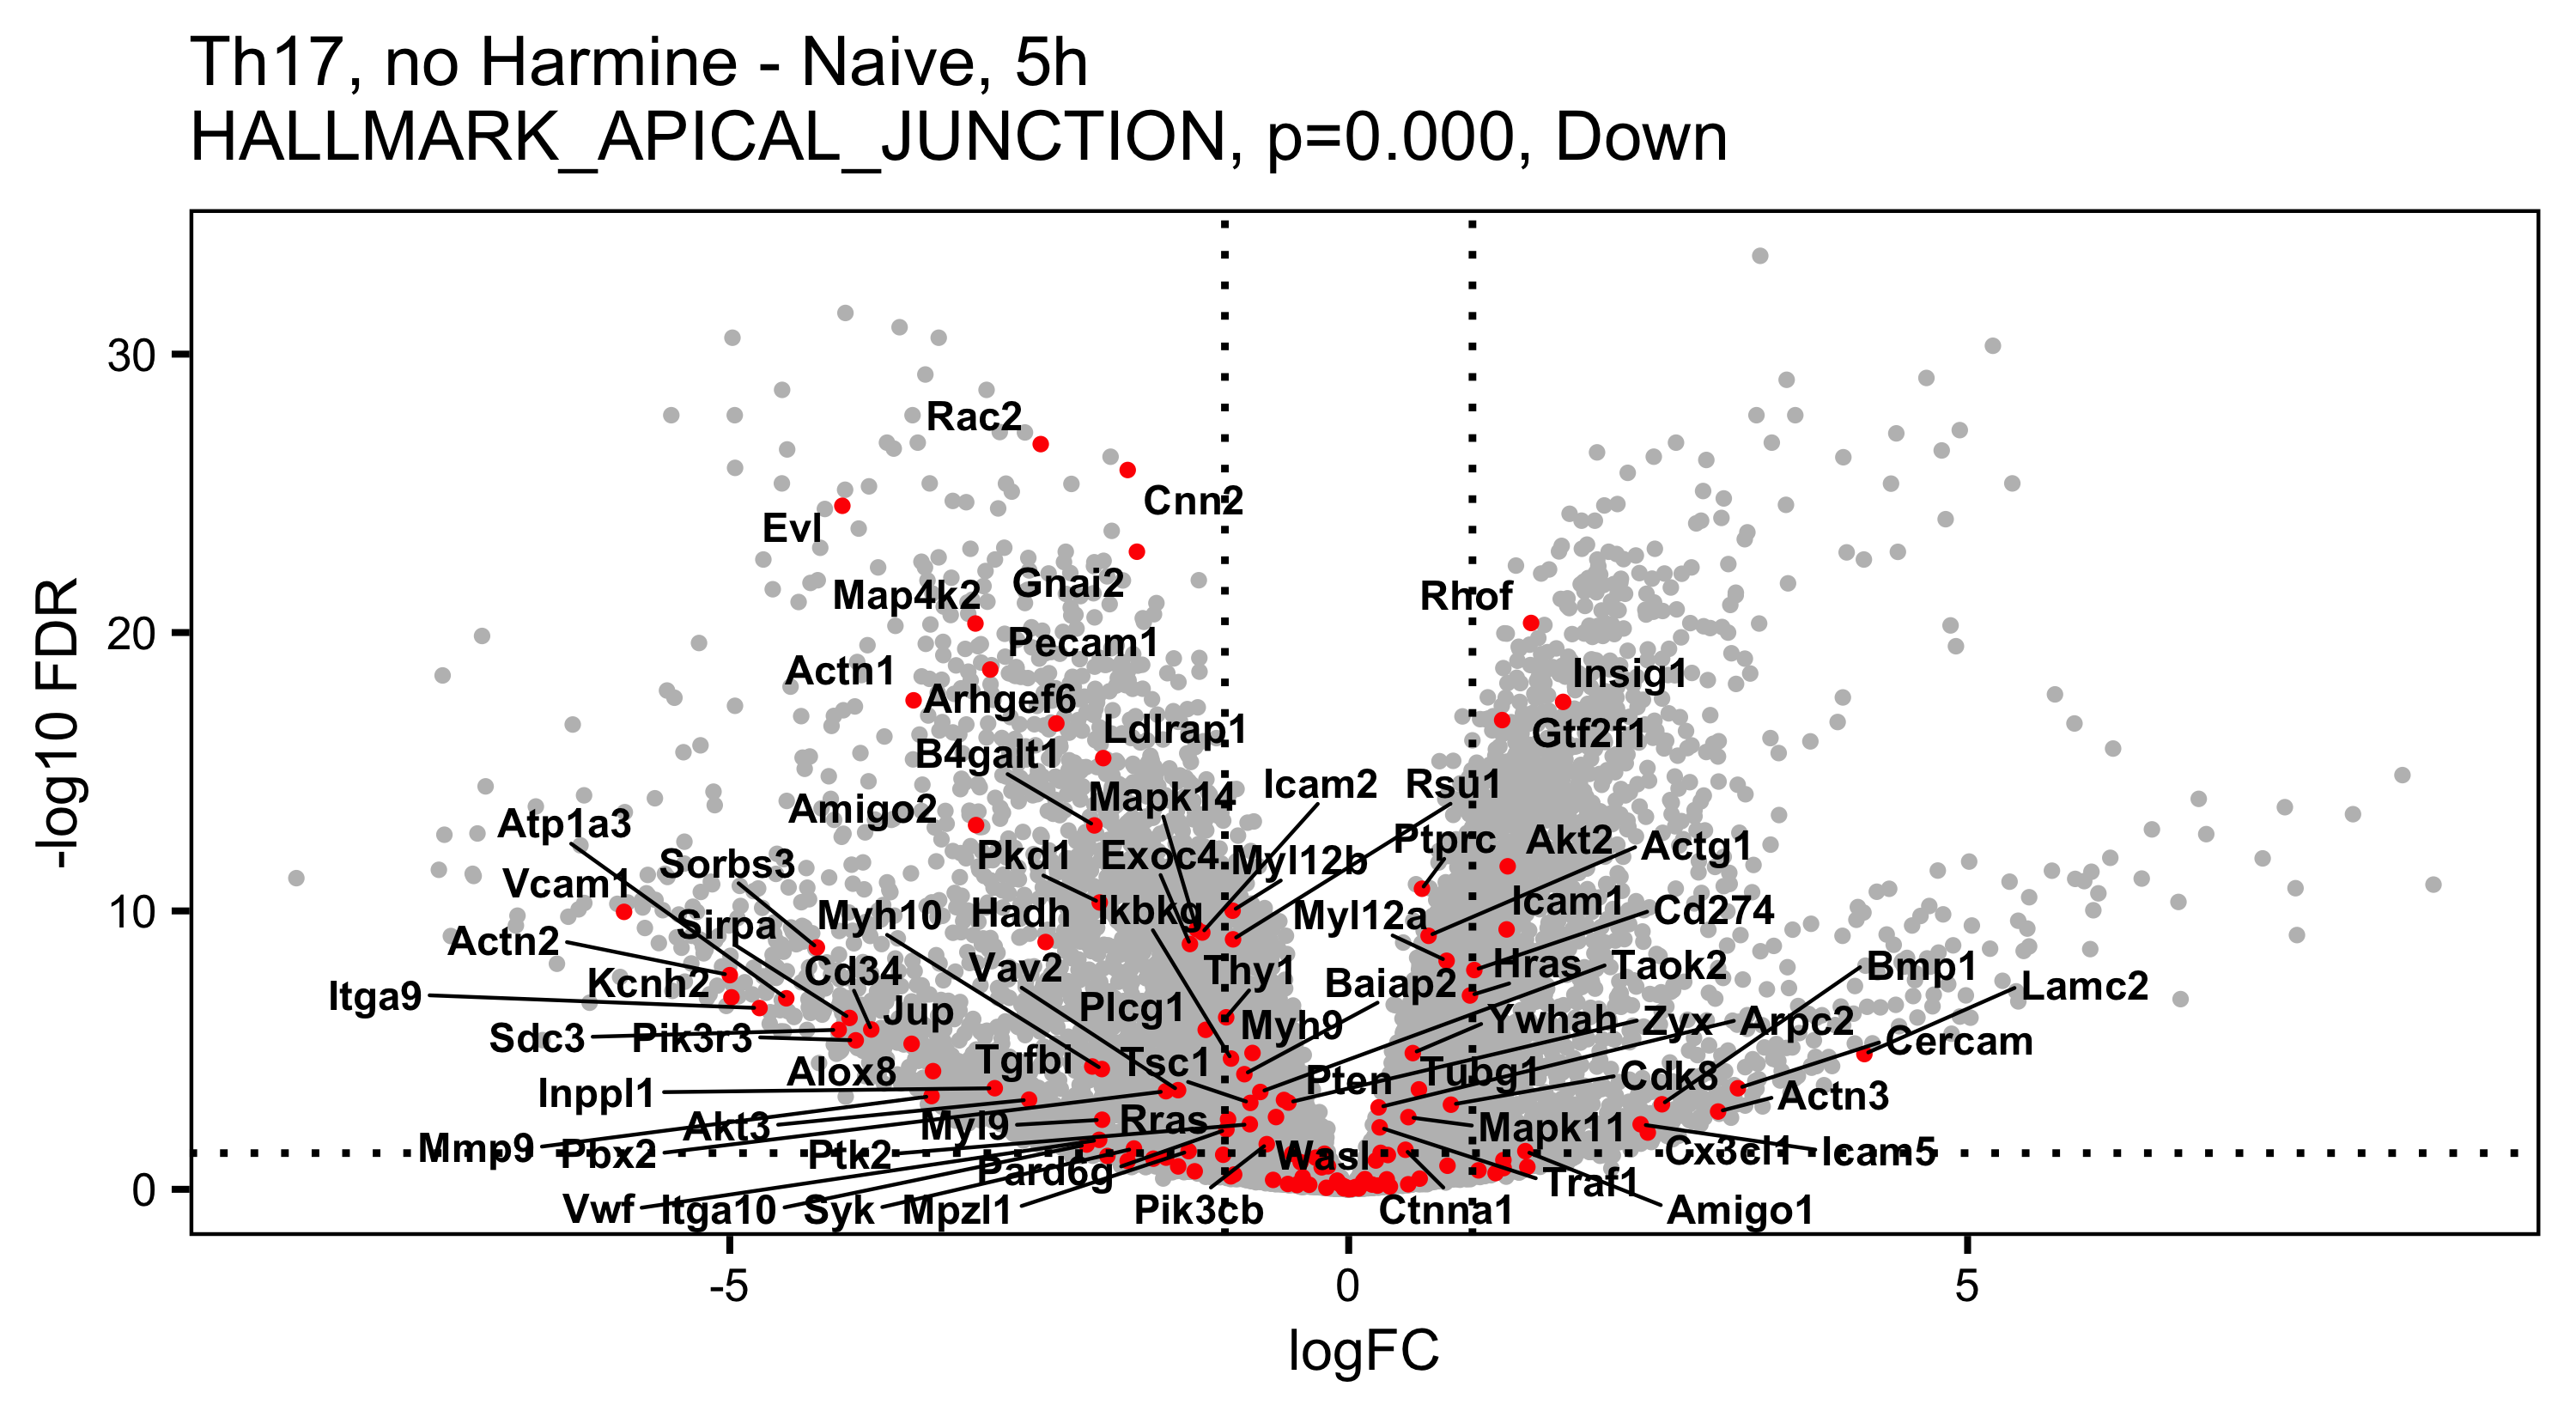 Th17, no Harmine - Naive, 5h
HALLMARK_APICAL_JUNCTION, p=0.000, Down
-log10 FDR
30
20
10
0
Rac2
Cnn2
Evl
Gnai2
Map4k2
Rhof
Pecam1
Actn1
Insig1
Arhgef6
Ldlrap1
Gtf2f1
B4galt1
Icam2
Rsu1
Mapk14
Amigo2
Atp1a3
Ptprc
Akt2
Actg1
Sorbs3
Pkd1
Exoc4
Myl12b
Vcam1
Icam1
Cd274
Sirpa
Myh10
Hadh
Ikbkg
Myl12a
Actn2
Vav2
Thy1
Hras
Taok2
Bmp1
Kcnh2
Cd34
Baiap2
Lamc2
Itga9
Jup
Plcg1
Myh9
Ywhah
Zyx
Arpc2
Sdc3
Pik3r3
Cercam
Tgfbi
Tsc1
Alox8
Pten
Tubg1
Cdk8
Inppl1
Actn3
Akt3
Myl9
Rras
Mapk11
Mmp9
Pbx2
Ptk2
Pard6g
Wasl
Cx3cl1
Icam5
Traf1
Vwf
Itga10
Syk
Mpzl1
Pik3cb
Ctnna1
Amigo1
-5
0
5
logFC